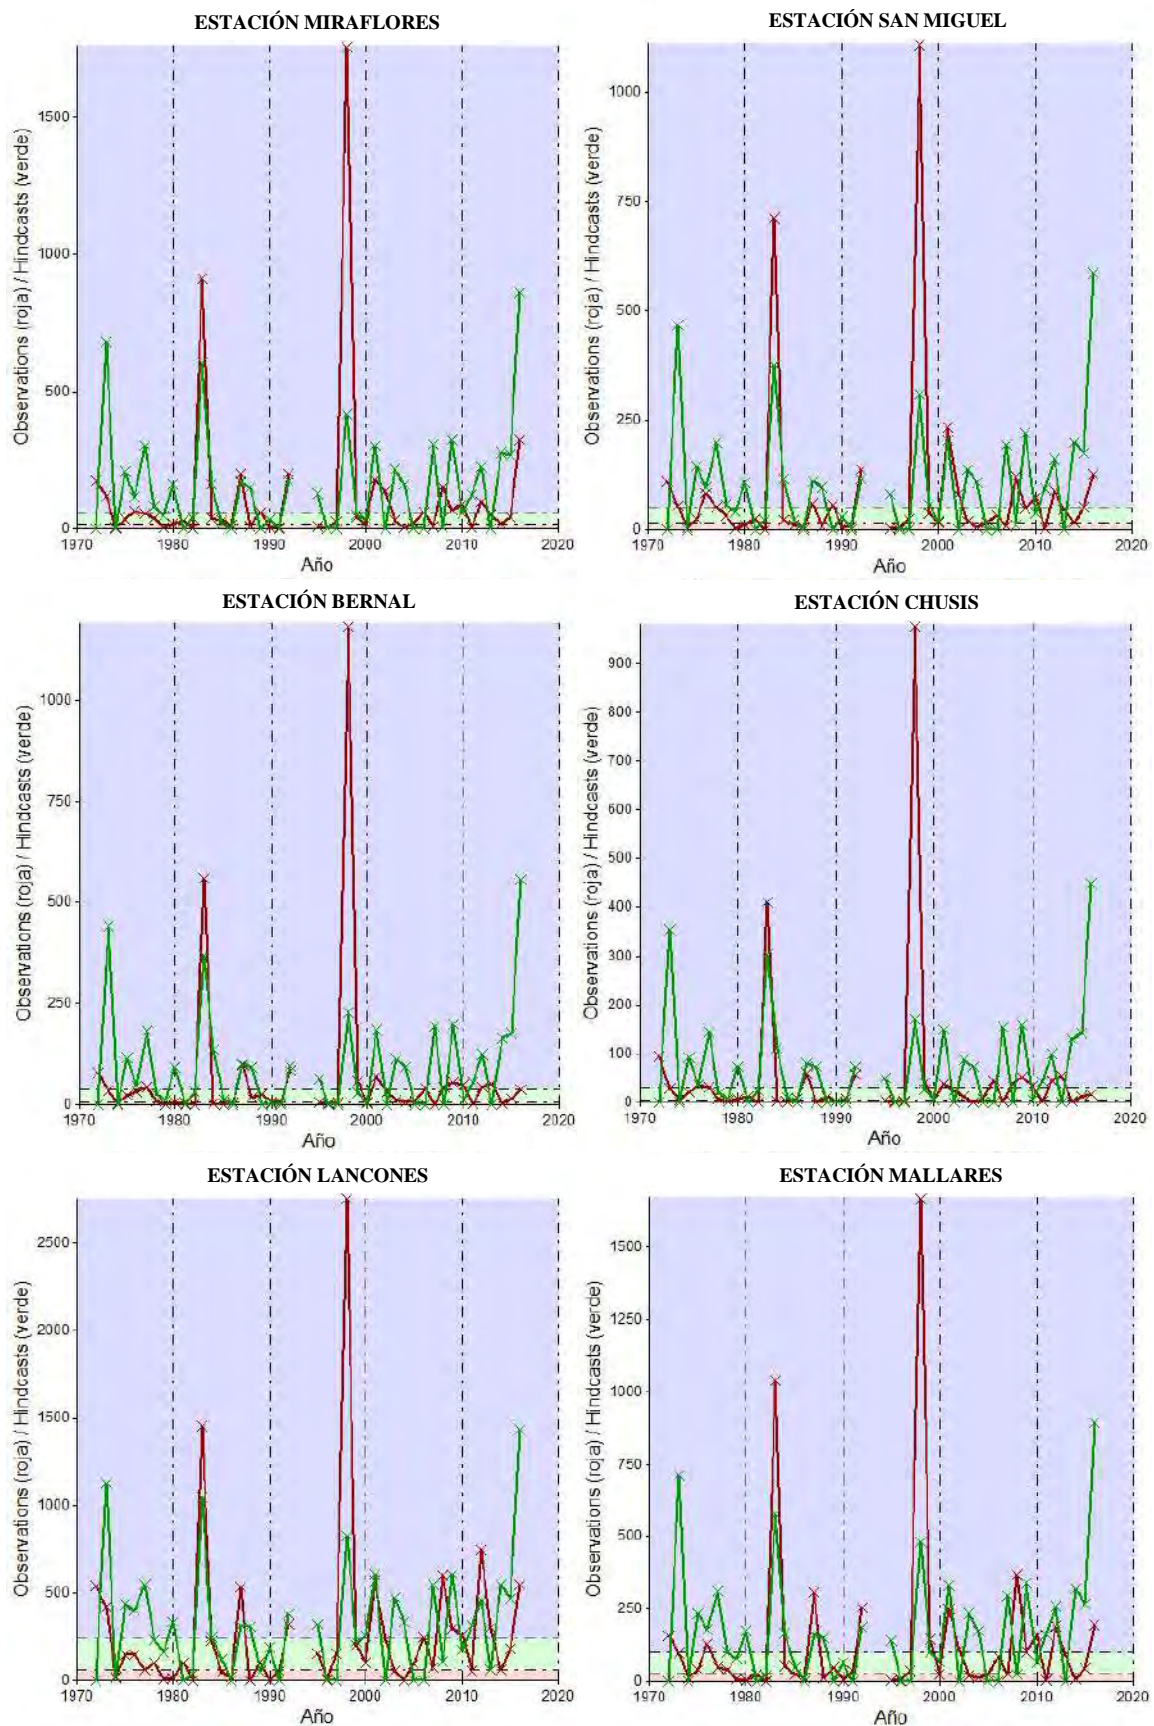 ESTACIÓN MIRAFLORES
Observations (roja) / Hindcasts (verde)
1500
1000
500
0
1970 1980 1990 2000 2010 2020
Año
ESTACIÓN SAN MIGUEL
Observations (roja) / Hindcasts (verde)
1000
750
500
250
0
1970 1980 1990 2000 2010 2020
Año
ESTACIÓN BERNAL
Observations (roja) / Hindcasts (verde)
1000
750
500
250
0
1970 1980 1990 2000 2010 2020
Año
ESTACIÓN CHUSIS
Observations (roja) / Hindcasts (verde)
900
800
700
600
500
400
300
200
100
0
1970 1980 1990 2000 2010 2020
Año
ESTACIÓN LANCONES
Observations (roja) / Hindcasts (verde)
2500
2000
1500
1000
500
0
1970 1980 1990 2000 2010 2020
Año
ESTACIÓN MALLARES
Observations (roja) / Hindcasts (verde)
1500
1250
1000
750
500
250
0
1970 1980 1990 2000 2010 2020
Año